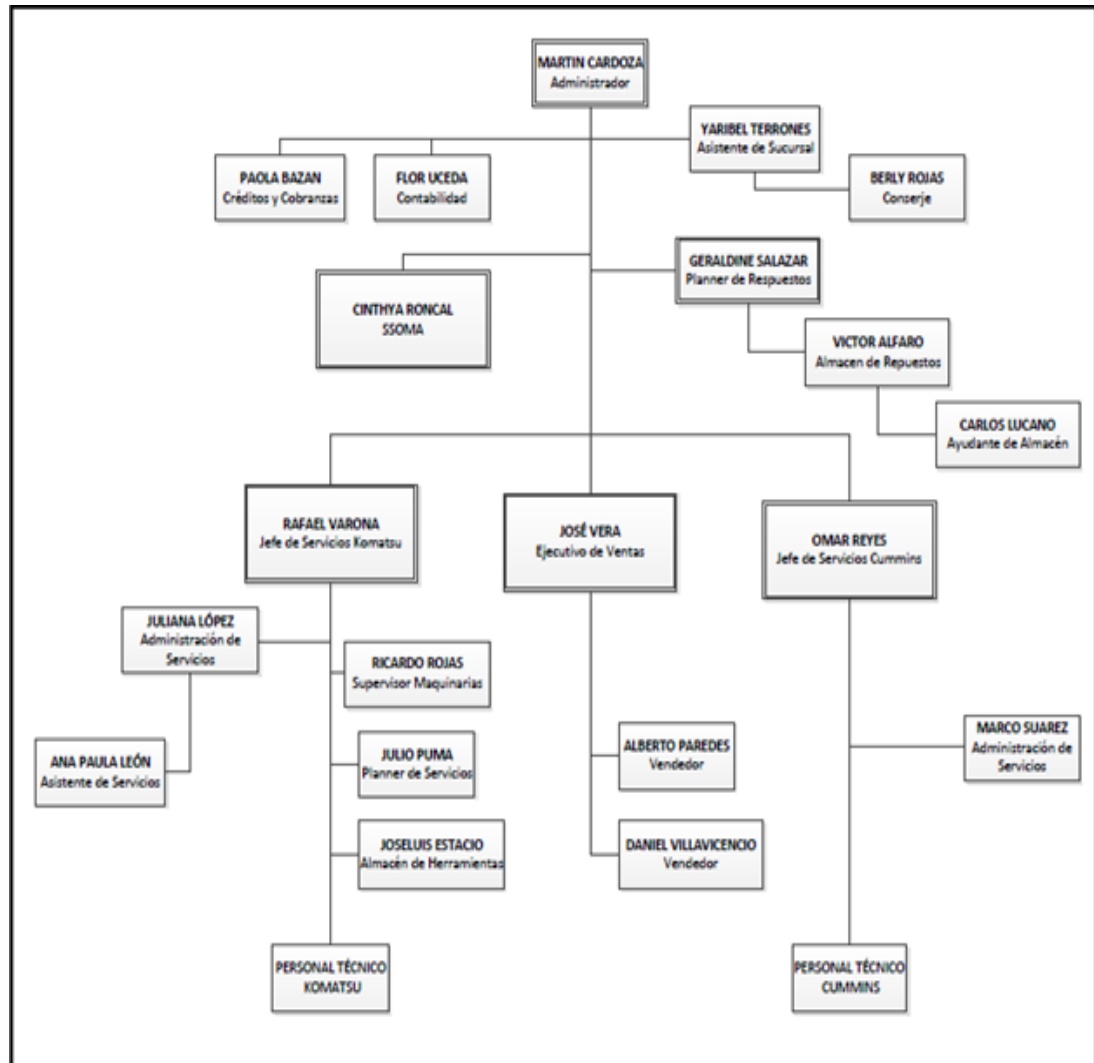 MARTIN CARDOZA
Administrador
YARIBEL TERRONES
Asistente de Sucursal
PAOLA BAZAN
Créditos y Cobranzas
FLOR UCEDA
Contabilidad
BERLY ROJAS
Conserje
GERALDINE SALAZAR
Planner de Respuestos
CINTHYA RONCAL
SSOMA
VICTOR ALFARO
Almacen de Repuestos
CARLOS LUCANO
Ayudante de Almacén
RAFAEL VARONA
Jefe de Servicios Komatsu
JOSÉ VERA
Ejecutivo de Ventas
OMAR REYES
Jefe de Servicios Cummins
JULIANA LÓPEZ
Administración de
Servicios
RICARDO ROJAS
Supervisor Maquinarias
ANA PAULA LEÓN
Asistente de Servicios
JULIO PUMA
Planner de Servicios
ALBERTO PAREDES
Vendedor
MARCO SUAREZ
Administración de
Servicios
JOSELUIS ESTACIO
Almacén de Herramientas
DANIEL VILLAVICENCIO
Vendedor
PERSONAL TÉCNICO
KOMATSU
PERSONAL TÉCNICO
CUMMINS